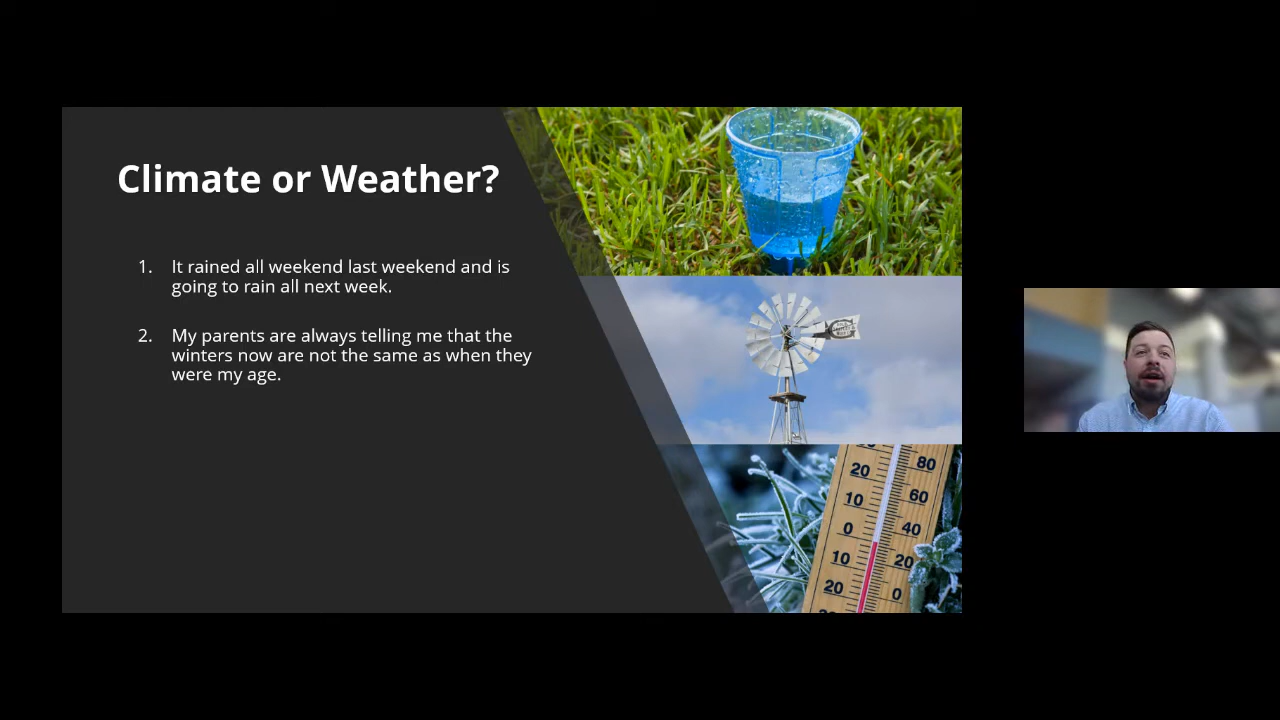 Climate or Weather?
1. It rained all weekend last weekend and is
going to rain all next week.
2. My parents are always telling me that the
winters now are not the same as when they
were my age.
20 80
10 60
0 40
10 20
20 0